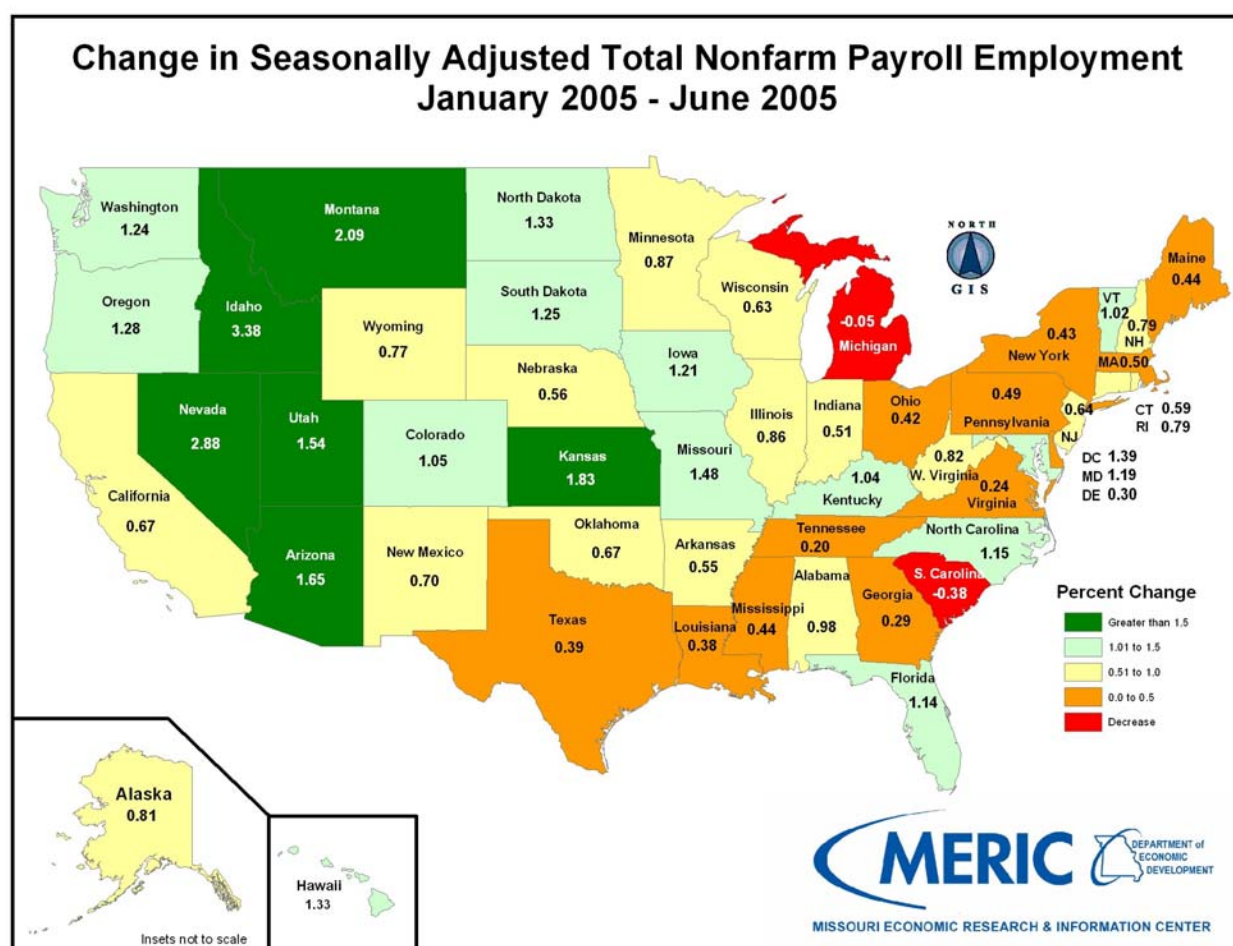 Change in Seasonally Adjusted Total Nonfarm Payroll Employment
January 2005 - June 2005
Washington
1.24
Montana
2.09
North Dakota
1.33
Minnesota
0.87
NORTH
GIS
Maine
0.44
Oregon
1.28
Idaho
3.38
South Dakota
1.25
Wisconsin
0.63
-0.05
Michigan
VT
1.02
0.79
NH
Wyoming
0.77
0.43
New York
MA 0.50
Iowa
1.21
Nebraska
0.56
Nevada
2.88
Utah
1.54
Colorado
1.05
Kansas
1.83
Missouri
1.48
Illinois
0.86
Indiana
0.51
Ohio
0.42
0.49
Pennsylvania
0.64
NJ
CT 0.59
RI 0.79
DC 1.39
MD 1.19
DE 0.30
0.82
W. Virginia
0.24
Virginia
1.04
Kentucky
California
0.67
Arizona
1.65
New Mexico
0.70
Oklahoma
0.67
Arkansas
0.55
Tennessee
0.20
North Carolina
1.15
S. Carolina
-0.38
Texas
0.39
Louisiana
0.38
Mississippi
0.44
Alabama
0.98
Georgia
0.29
Florida
1.14
Percent Change
Greater than 1.5
1.01 to 1.5
0.51 to 1.0
0.0 to 0.5
Decrease
Alaska
0.81
Hawaii
1.33
Insets not to scale
MERIC
DEPARTMENT of
ECONOMIC
DEVELOPMENT
MISSOURI ECONOMIC RESEARCH & INFORMATION CENTER